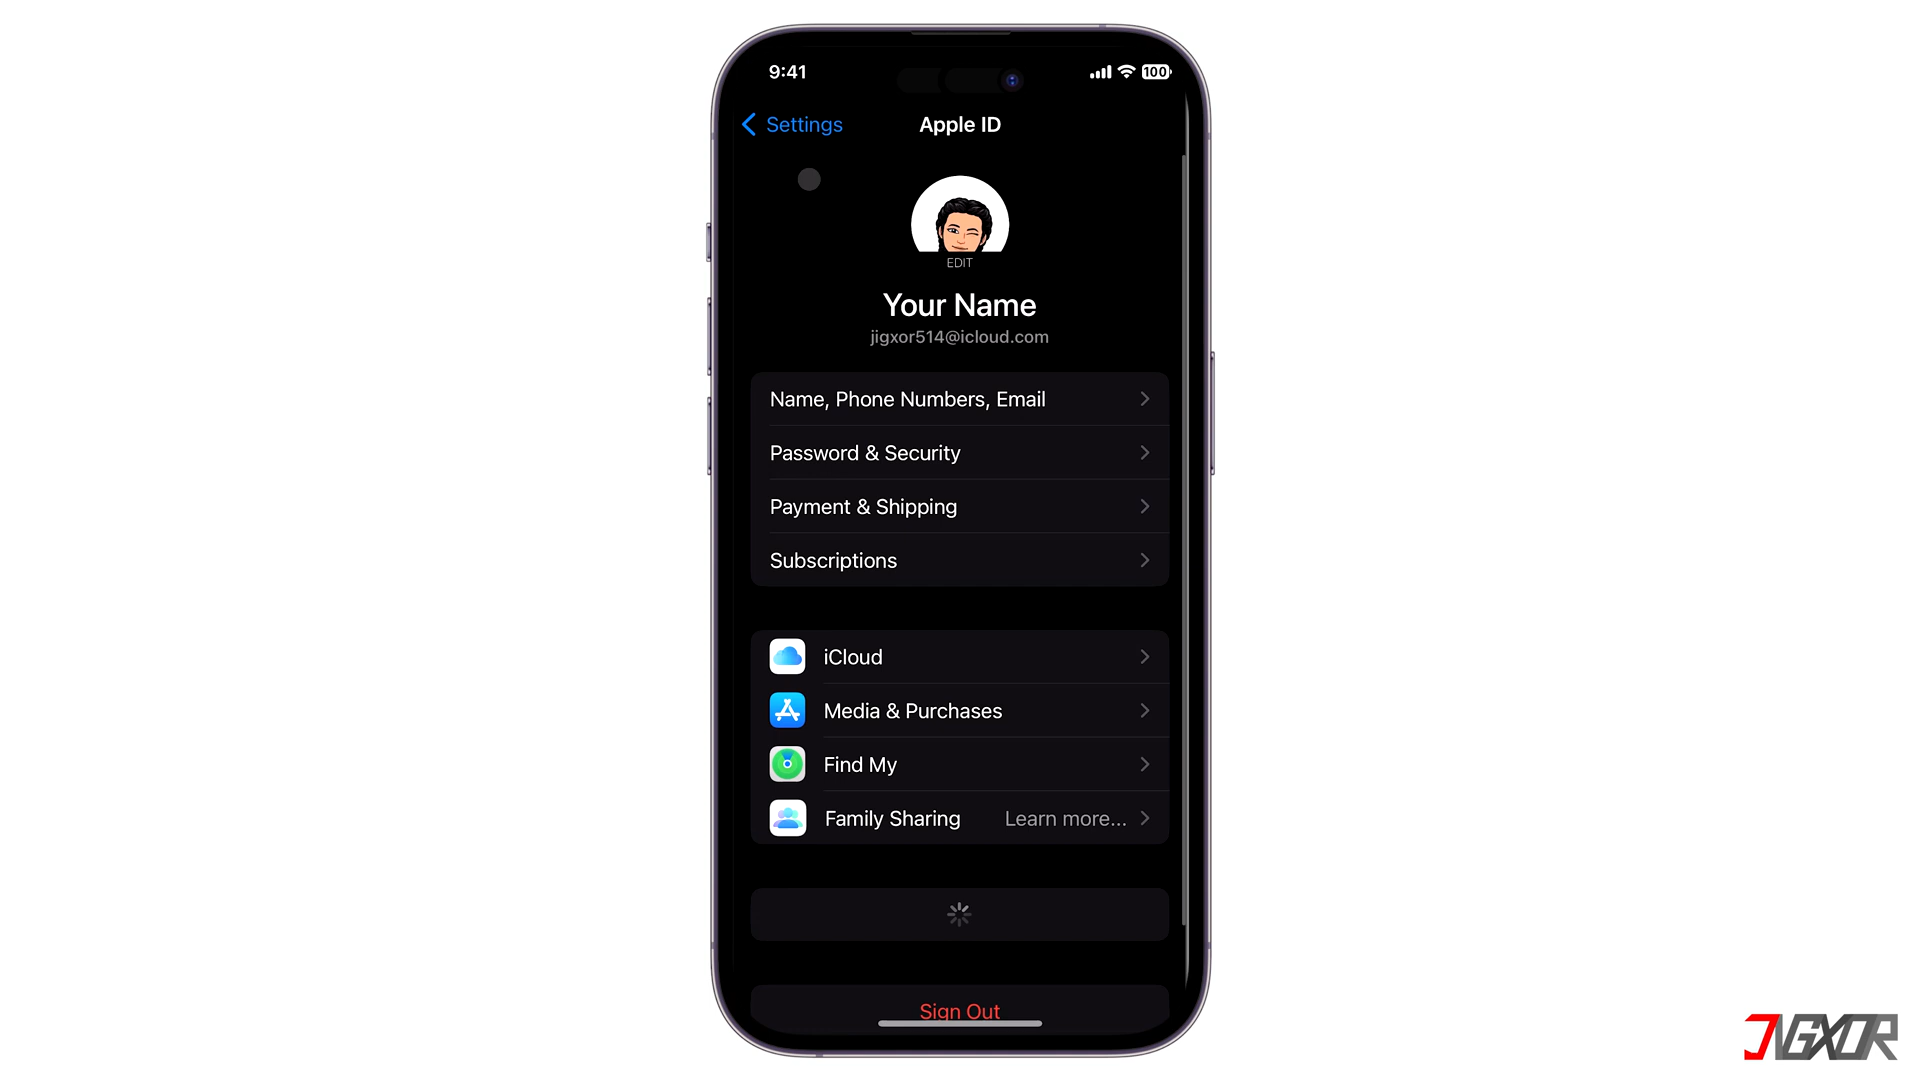 9:41
100
Settings
Apple ID
EDIT
Your Name
jigxor514@icloud.com
Name, Phone Numbers, Email
Password & Security
Payment & Shipping
Subscriptions
iCloud
Media & Purchases
Find My
Family Sharing Learn more...
Sign Out
JIGXOR